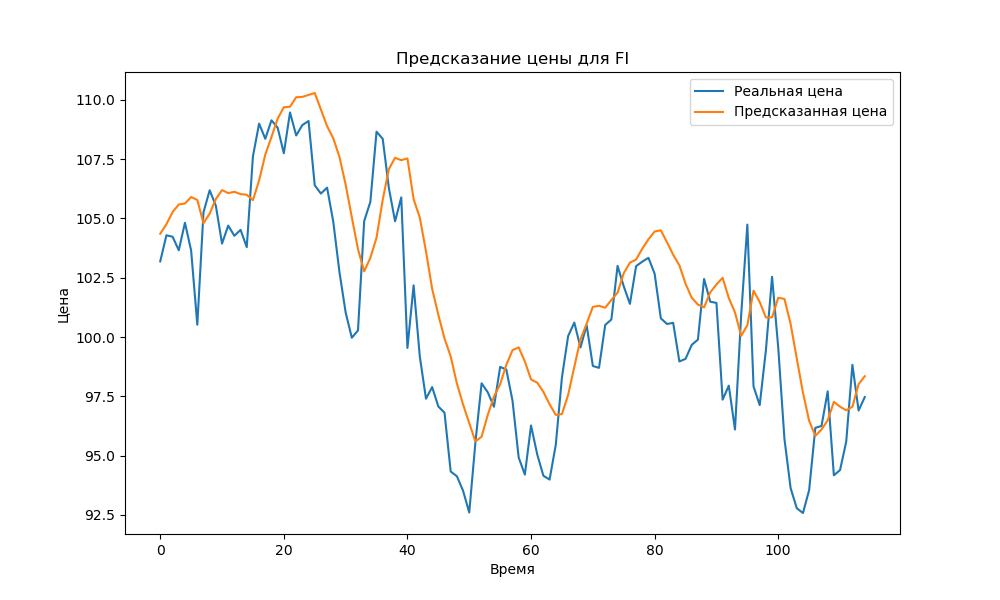 Предсказание цены для FI
Реальная цена
Предсказанная цена
Цена
110.0
107.5
105.0
102.5
100.0
97.5
95.0
92.5
0 20 40 60 80 100
Время